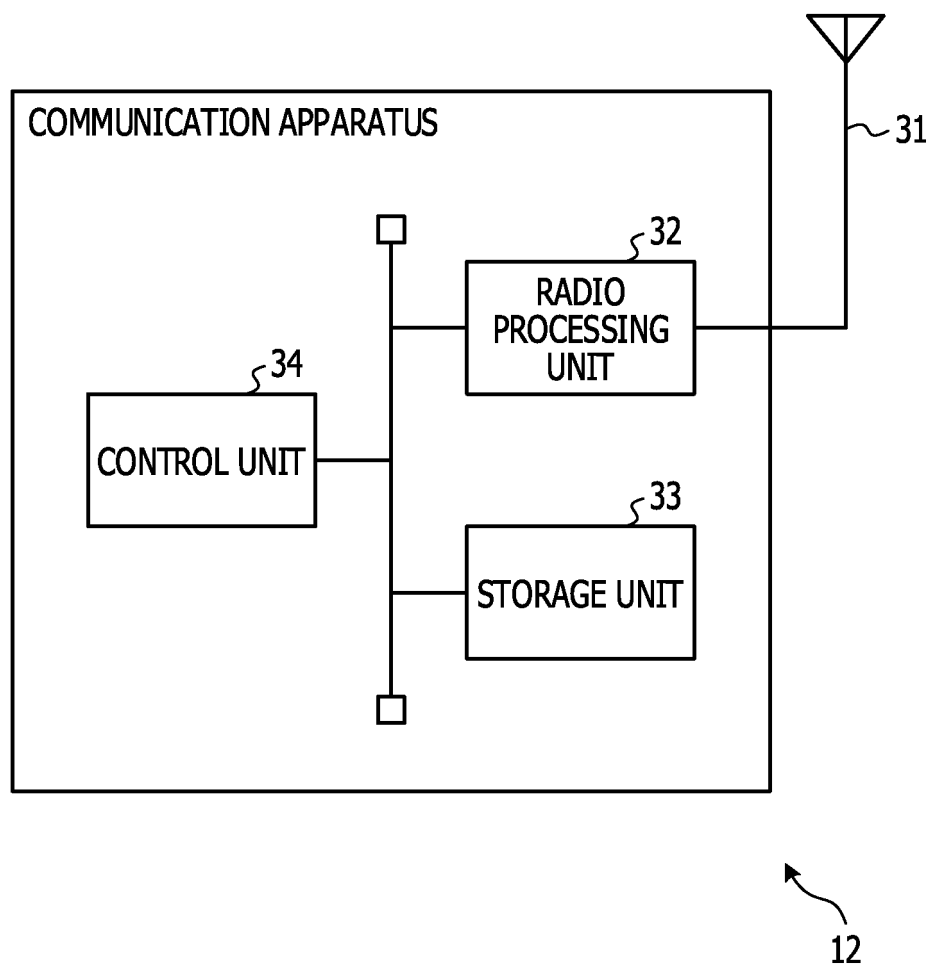 COMMUNICATION APPARATUS
31
32
RADIO
PROCESSING
UNIT
34
CONTROL UNIT
33
STORAGE UNIT
12